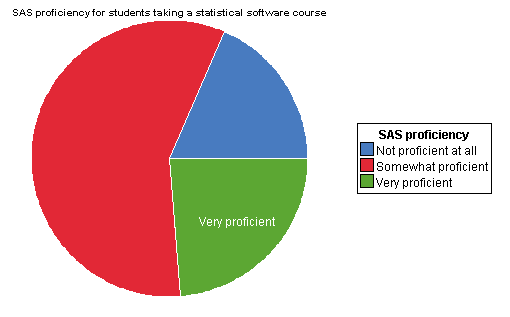 SAS proficiency for students taking a statistical software course
SAS proficiency
Not proficient at all
Somewhat proficient
Very proficient
Very proficient